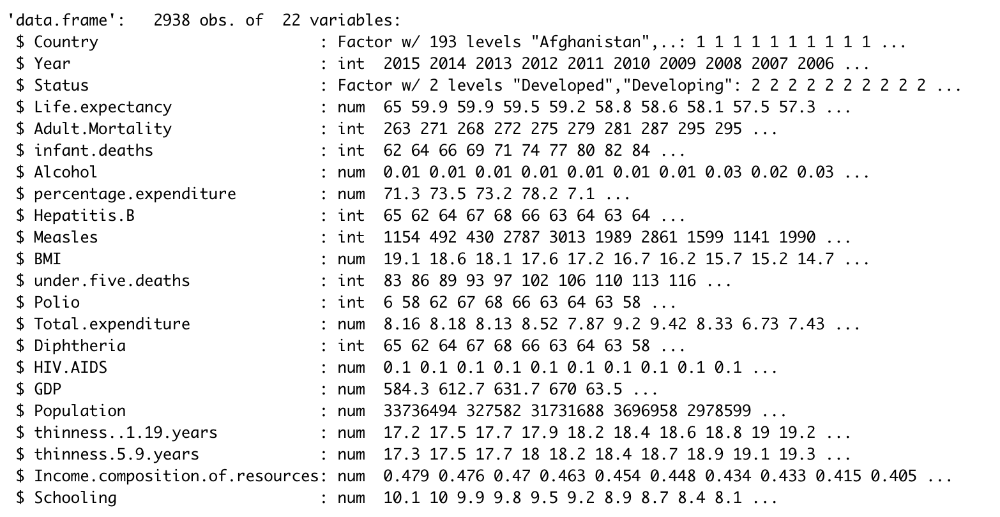 'data.frame':   2938 obs. of  22 variables:
 $ Country                        : Factor w/ 193 levels "Afghanistan",..: 1 1 1 1 1 1 1 1 1 1 ...
 $ Year                           : int  2015 2014 2013 2012 2011 2010 2009 2008 2007 2006 ...
 $ Status                         : Factor w/ 2 levels "Developed","Developing": 2 2 2 2 2 2 2 2 2 2 ...
 $ Life.expectancy                : num  65 59.9 59.9 59.5 59.2 58.8 58.6 58.1 57.5 57.3 ...
 $ Adult.Mortality                : int  263 271 268 272 275 279 281 287 295 295 ...
 $ infant.deaths                  : int  62 64 66 69 71 74 77 80 82 84 ...
 $ Alcohol                        : num  0.01 0.01 0.01 0.01 0.01 0.01 0.01 0.03 0.02 0.03 ...
 $ percentage.expenditure         : num  71.3 73.5 73.2 78.2 7.1 ...
 $ Hepatitis.B                    : int  65 62 64 67 68 66 63 64 63 64 ...
 $ Measles                        : int  1154 492 430 2787 3013 1989 2861 1599 1141 1990 ...
 $ BMI                            : num  19.1 18.6 18.1 17.6 17.2 16.7 16.2 15.7 15.2 14.7 ...
 $ under.five.deaths              : int  83 86 89 93 97 102 106 110 113 116 ...
 $ Polio                          : int  6 58 62 67 68 66 63 64 63 58 ...
 $ Total.expenditure              : num  8.16 8.18 8.13 8.52 7.87 9.2 9.42 8.33 6.73 7.43 ...
 $ Diphtheria                     : int  65 62 64 67 68 66 63 64 63 58 ...
 $ HIV.AIDS                       : num  0.1 0.1 0.1 0.1 0.1 0.1 0.1 0.1 0.1 0.1 ...
 $ GDP                            : num  584.3 612.7 631.7 670 63.5 ...
 $ Population                     : num  33736494 327582 31731688 3696958 2978599 ...
 $ thinness..1.19.years           : num  17.2 17.5 17.7 17.9 18.2 18.4 18.6 18.8 19 19.2 ...
 $ thinness.5.9.years             : num  17.3 17.5 17.7 18 18.2 18.4 18.7 18.9 19.1 19.3 ...
 $ Income.composition.of.resources: num  0.479 0.476 0.47 0.463 0.454 0.448 0.434 0.433 0.415 0.405 ...
 $ Schooling                      : num  10.1 10 9.9 9.8 9.5 9.2 8.9 8.7 8.4 8.1 ...